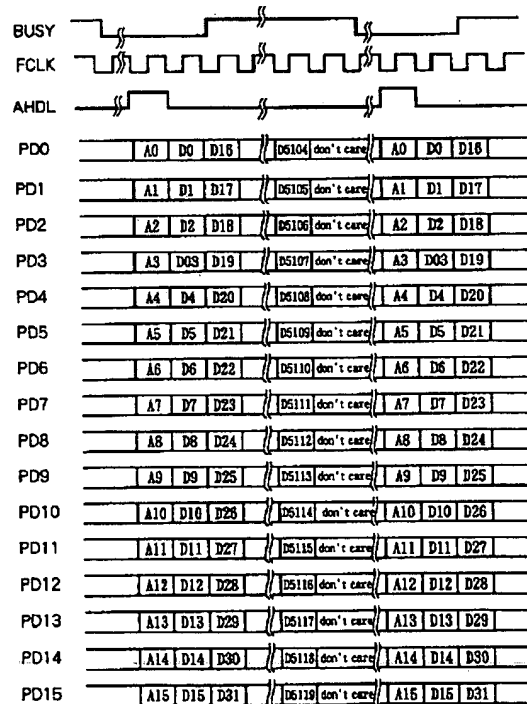 BUSY
FCLK
AHDL
PD0 A0 D0 D16 D5104 don't care A0 D0 D16
PD1 A1 D1 D17 D5105 don't care A1 D1 D17
PD2 A2 D2 D18 D5106 don't care A2 D2 D18
PD3 A3 D03 D19 D5107 don't care A3 D03 D19
PD4 A4 D4 D20 D5108 don't care A4 D4 D20
PD5 A5 D5 D21 D5109 don't care A5 D5 D21
PD6 A6 D6 D22 D5110 don't care A6 D6 D22
PD7 A7 D7 D23 D5111 don't care A7 D7 D23
PD8 A8 D8 D24 D5112 don't care A8 D8 D24
PD9 A9 D9 D25 D5113 don't care A9 D9 D25
PD10 A10 D10 D26 D5114 don't care A10 D10 D26
PD11 A11 D11 D27 D5115 don't care A11 D11 D27
PD12 A12 D12 D28 D5116 don't care A12 D12 D28
PD13 A13 D13 D29 D5117 don't care A13 D13 D29
PD14 A14 D14 D30 D5118 don't care A14 D14 D30
PD15 A15 D15 D31 D5119 don't care A15 D15 D31